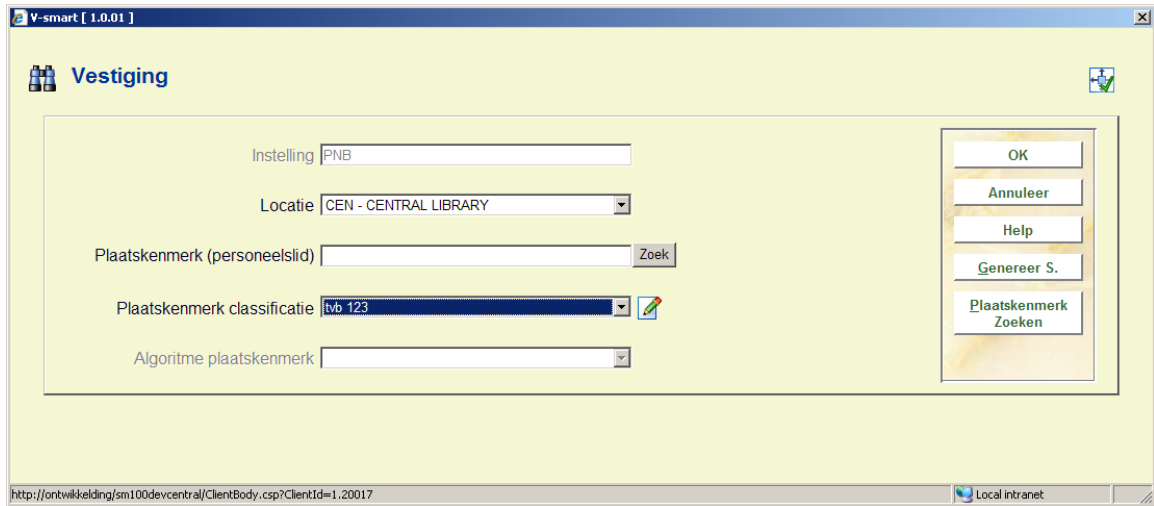 V-smart [ 1.0.01 ]
Vestiging
Instelling PNB
Locatie CEN - CENTRAL LIBRARY
Plaatskenmerk (personeelslid) Zoek
Plaatskenmerk classificatie tvb 123
Algoritme plaatskenmerk
OK
Annuleer
Help
Genereer S.
Plaatskenmerk
Zoeken
http://ontwikkelding/sm100devcentral/ClientBody.csp?ClientId=1.20017 Local intranet